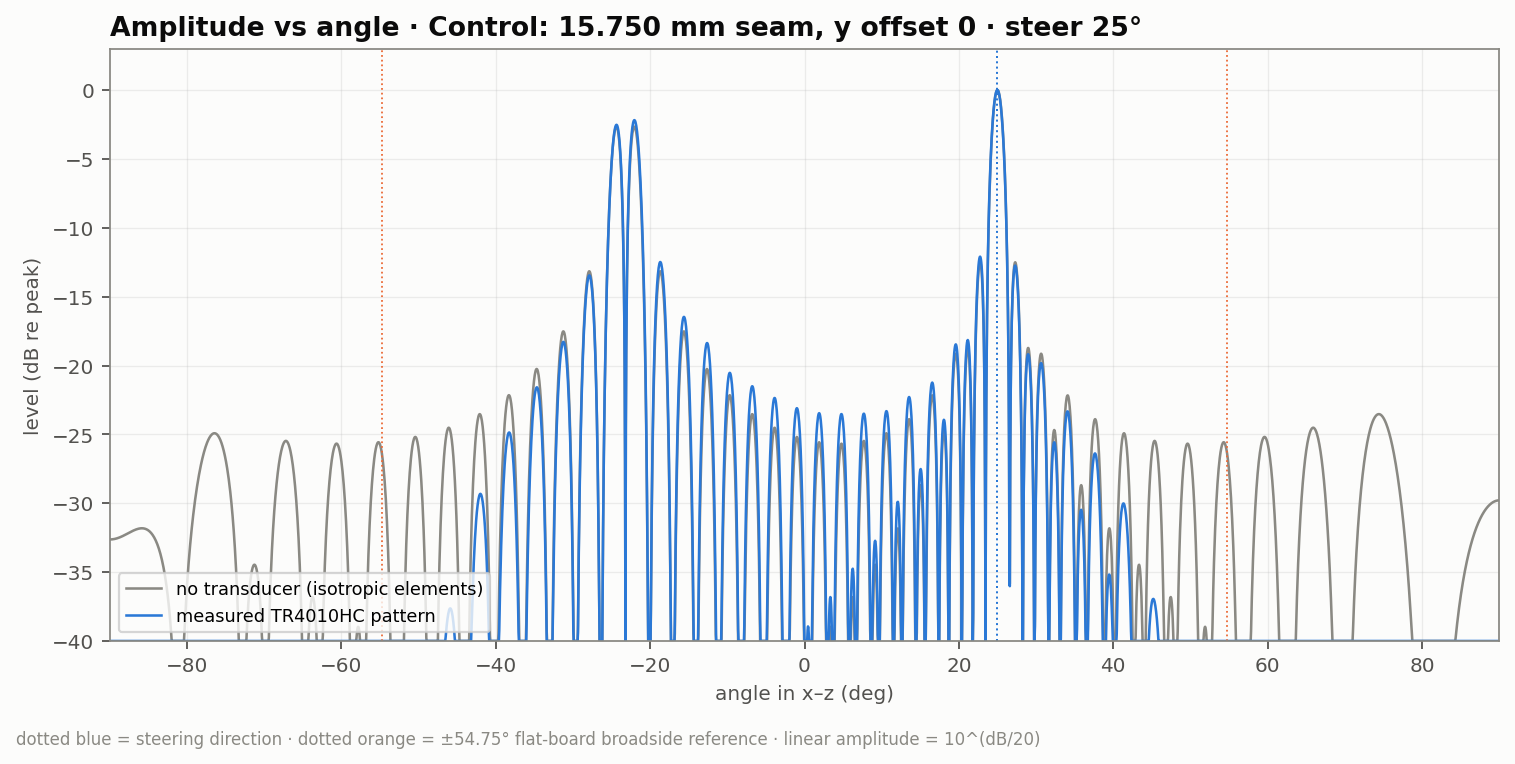 Amplitude vs angle · Control: 15.750 mm seam, y offset 0 · steer 25°
level (dB re peak)
0
−5
−10
−15
−20
−25
−30
−35
−40
no transducer (isotropic elements)
measured TR4010HC pattern
−80 −60 −40 −20 0 20 40 60 80
angle in x–z (deg)
dotted blue = steering direction · dotted orange = ±54.75° flat-board broadside reference · linear amplitude = 10^(dB/20)